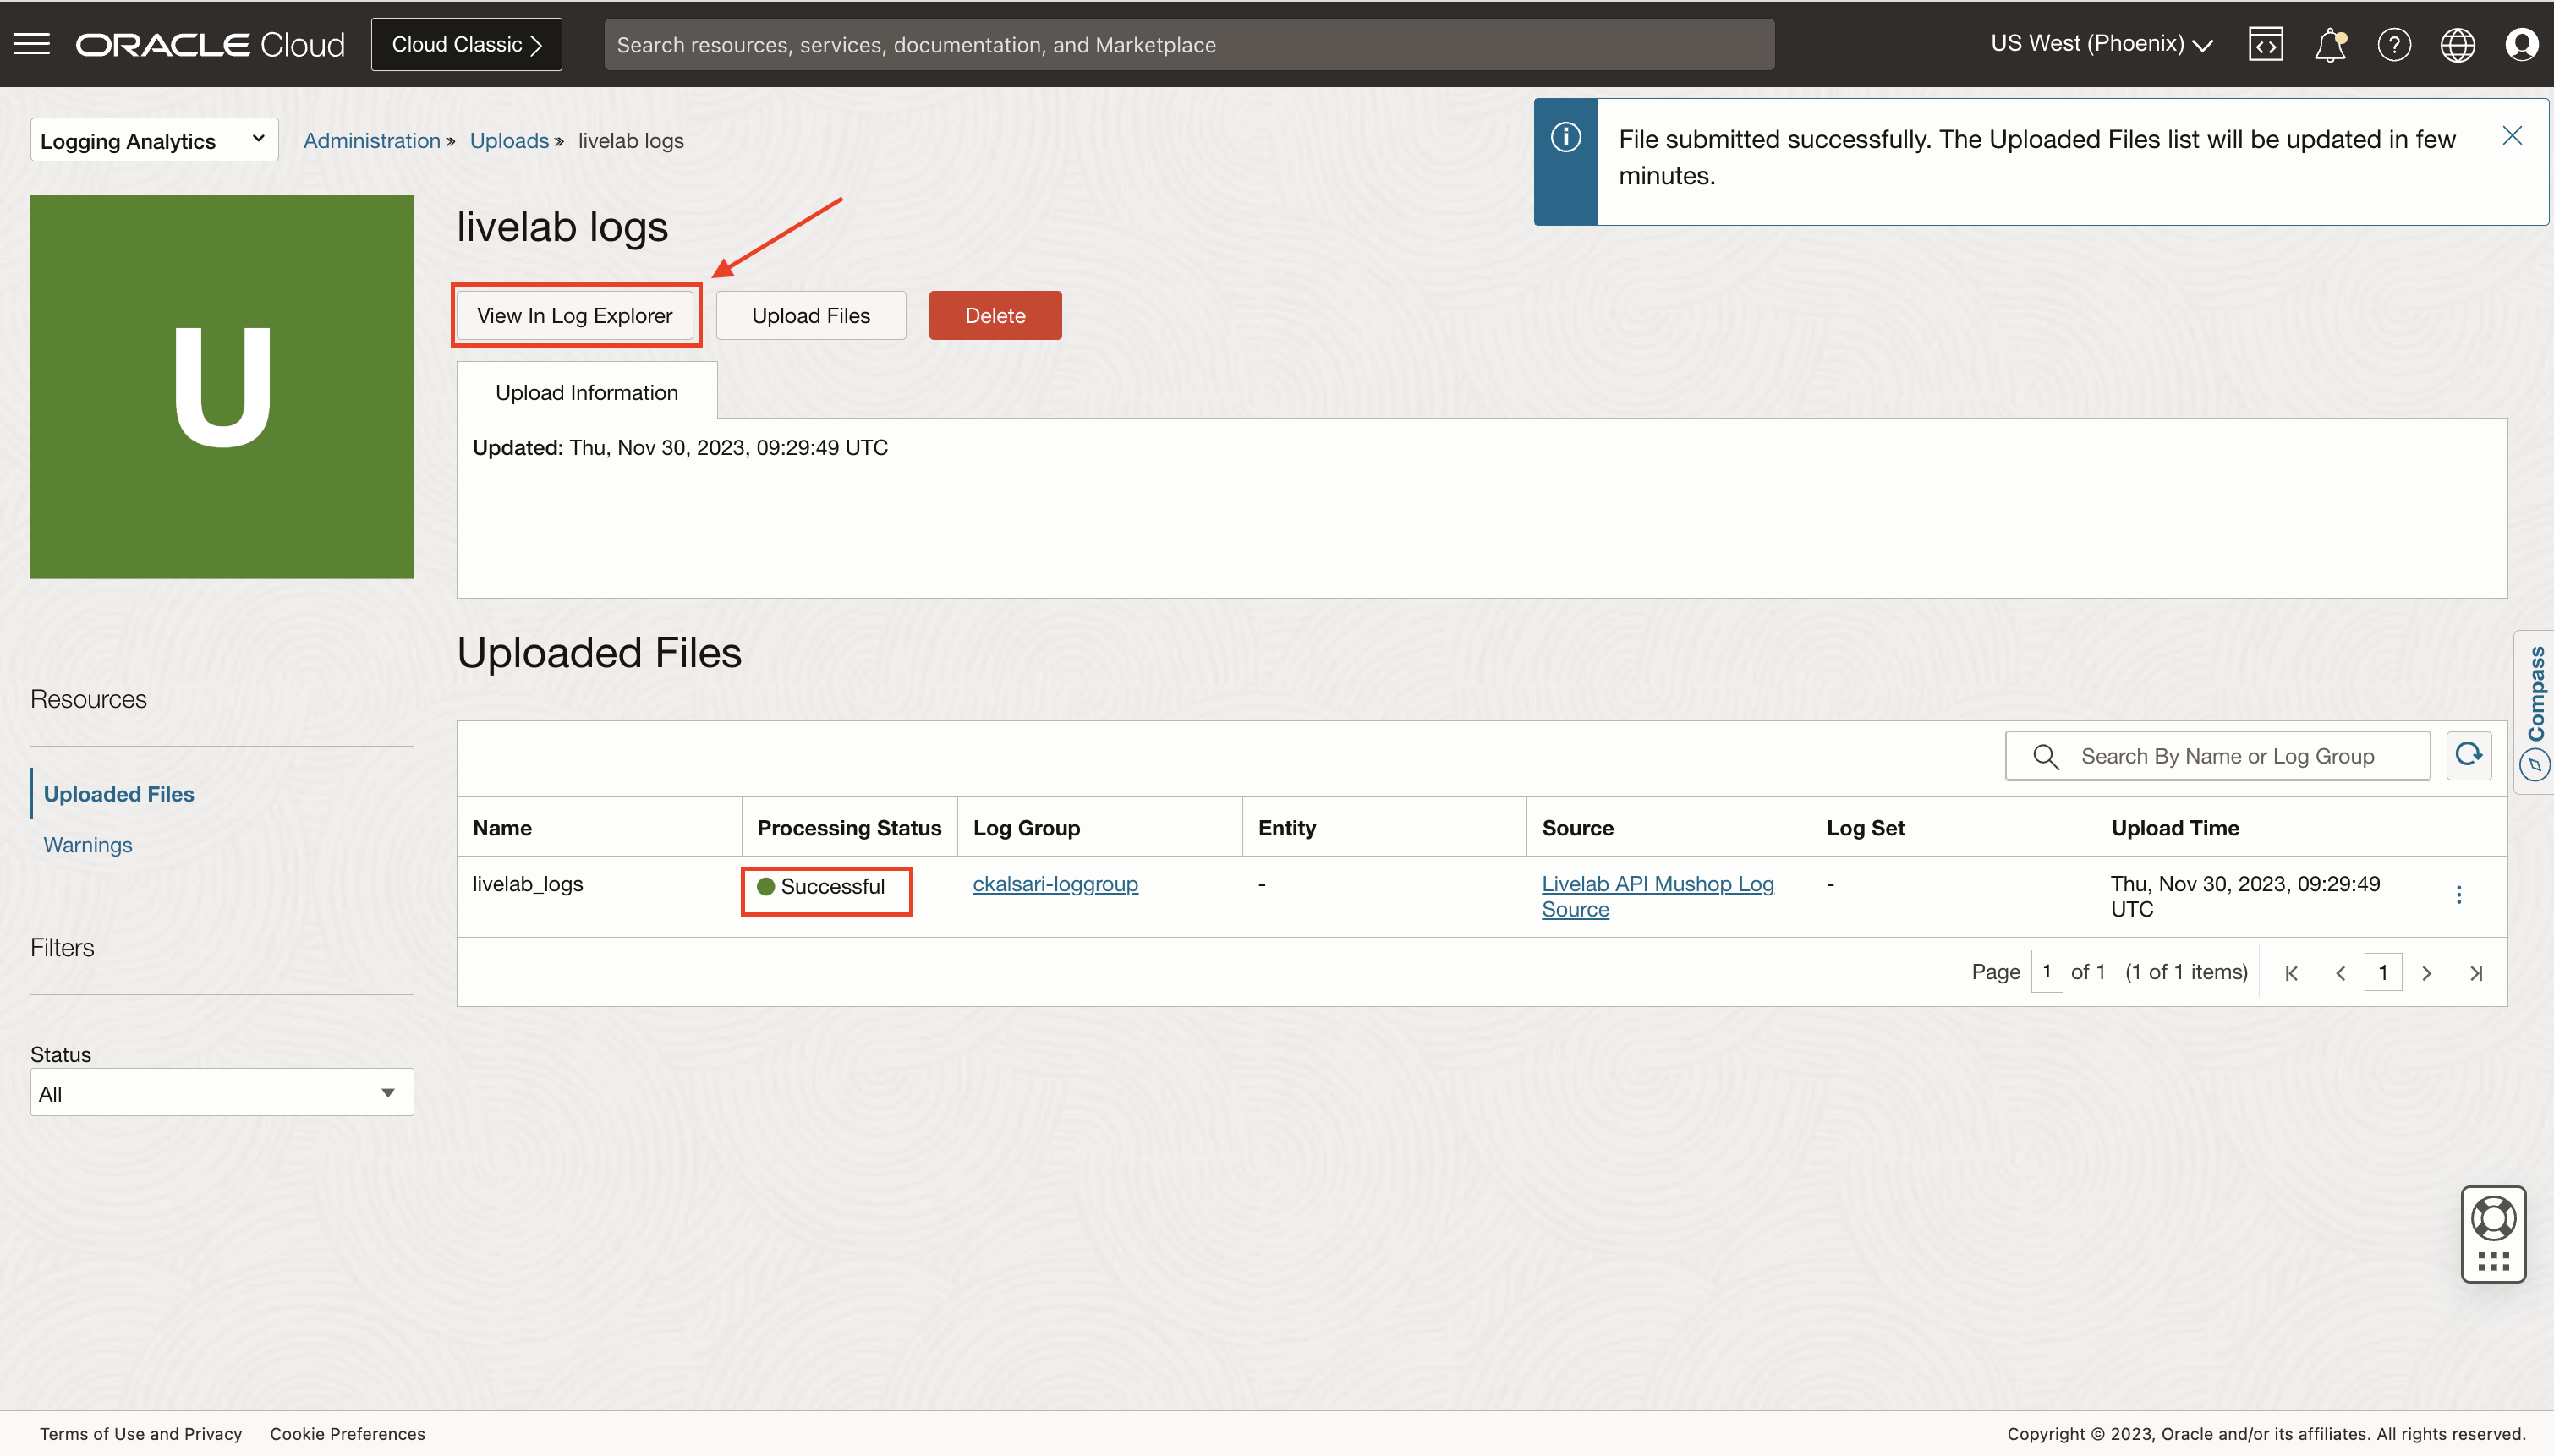 ORACLE Cloud
Cloud Classic
Search resources, services, documentation, and Marketplace
US West (Phoenix)
Logging Analytics
Administration » Uploads » livelab logs
File submitted successfully. The Uploaded Files list will be updated in few
minutes.
U
livelab logs
View In Log Explorer
Upload Files
Delete
Upload Information
Updated: Thu, Nov 30, 2023, 09:29:49 UTC
Uploaded Files
Resources
Uploaded Files
Warnings
Filters
Status
All
Search By Name or Log Group
Name Processing Status Log Group Entity Source Log Set Upload Time
livelab_logs Successful ckalsari-loggroup - Livelab API Mushop Log - Thu, Nov 30, 2023, 09:29:49
Source UTC
Page 1 of 1 (1 of 1 items) 1
Compass
Terms of Use and Privacy Cookie Preferences
Copyright © 2023, Oracle and/or its affiliates. All rights reserved.